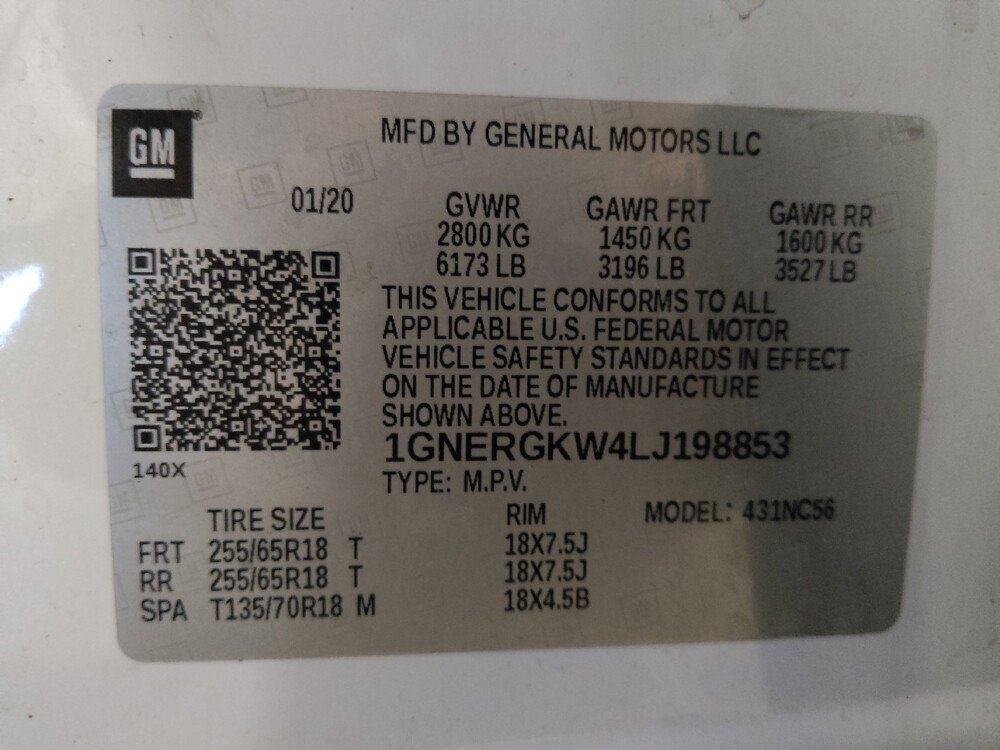 GM
MFD BY GENERAL MOTORS LLC
01/20
GVWR GAWR FRT GAWR RR
2800 KG 1450 KG 1600 KG
6173 LB 3196 LB 3527 LB
THIS VEHICLE CONFORMS TO ALL
APPLICABLE U.S. FEDERAL MOTOR
VEHICLE SAFETY STANDARDS IN EFFECT
ON THE DATE OF MANUFACTURE
SHOWN ABOVE.
1GNERGKW4LJ198853
140X
TYPE: M.P.V.
TIRE SIZE RIM MODEL: 431NC56
FRT 255/65R18 T 18X7.5J
RR 255/65R18 T 18X7.5J
SPA T135/70R18 M 18X4.5B